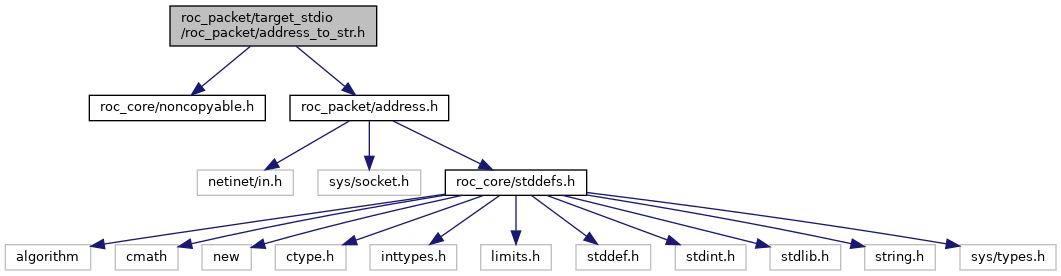 roc_packet/target_stdio
/roc_packet/address_to_str.h
roc_core/noncopyable.h
roc_packet/address.h
netinet/in.h
sys/socket.h
roc_core/stddefs.h
algorithm
cmath
new
ctype.h
inttypes.h
limits.h
stddef.h
stdint.h
stdlib.h
string.h
sys/types.h